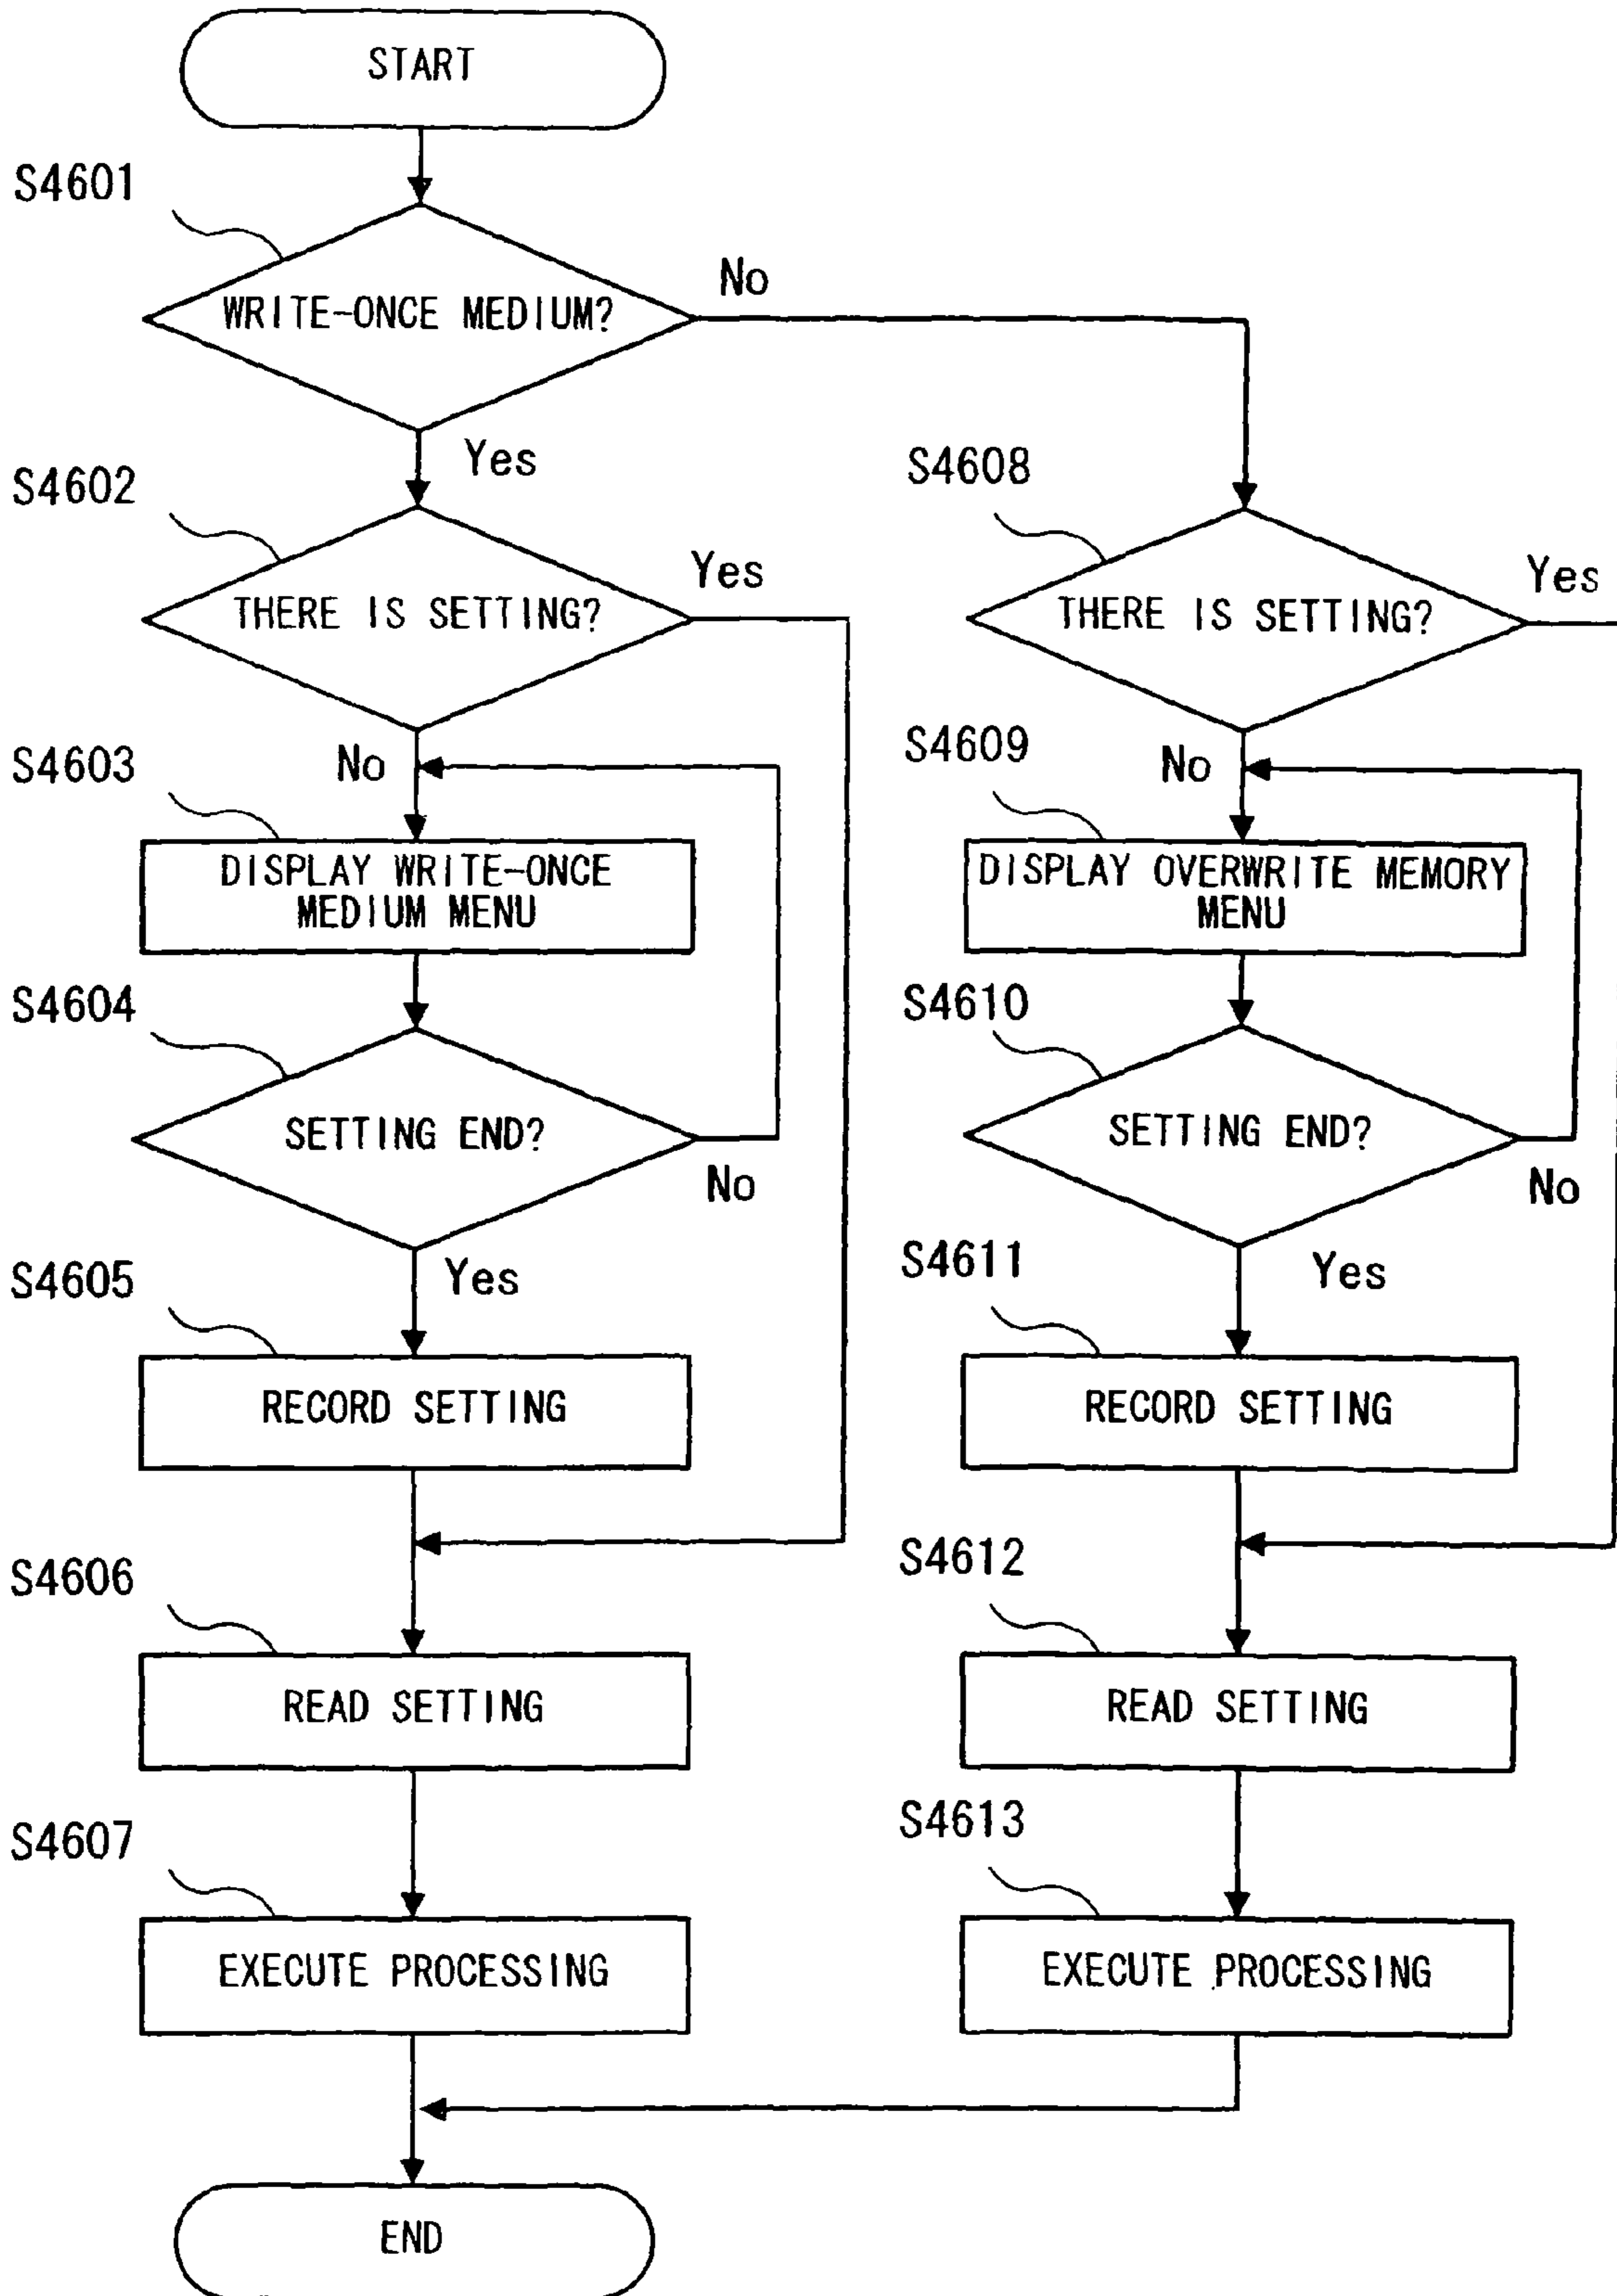 START
S4601
WRITE-ONCE MEDIUM?
No
Yes
S4602
THERE IS SETTING?
Yes
No
S4603
DISPLAY WRITE-ONCE
MEDIUM MENU
S4604
SETTING END?
No
Yes
S4605
RECORD SETTING
S4606
READ SETTING
S4607
EXECUTE PROCESSING
S4608
THERE IS SETTING?
Yes
No
S4609
DISPLAY OVERWRITE MEMORY
MENU
S4610
SETTING END?
No
Yes
S4611
RECORD SETTING
S4612
READ SETTING
S4613
EXECUTE PROCESSING
END